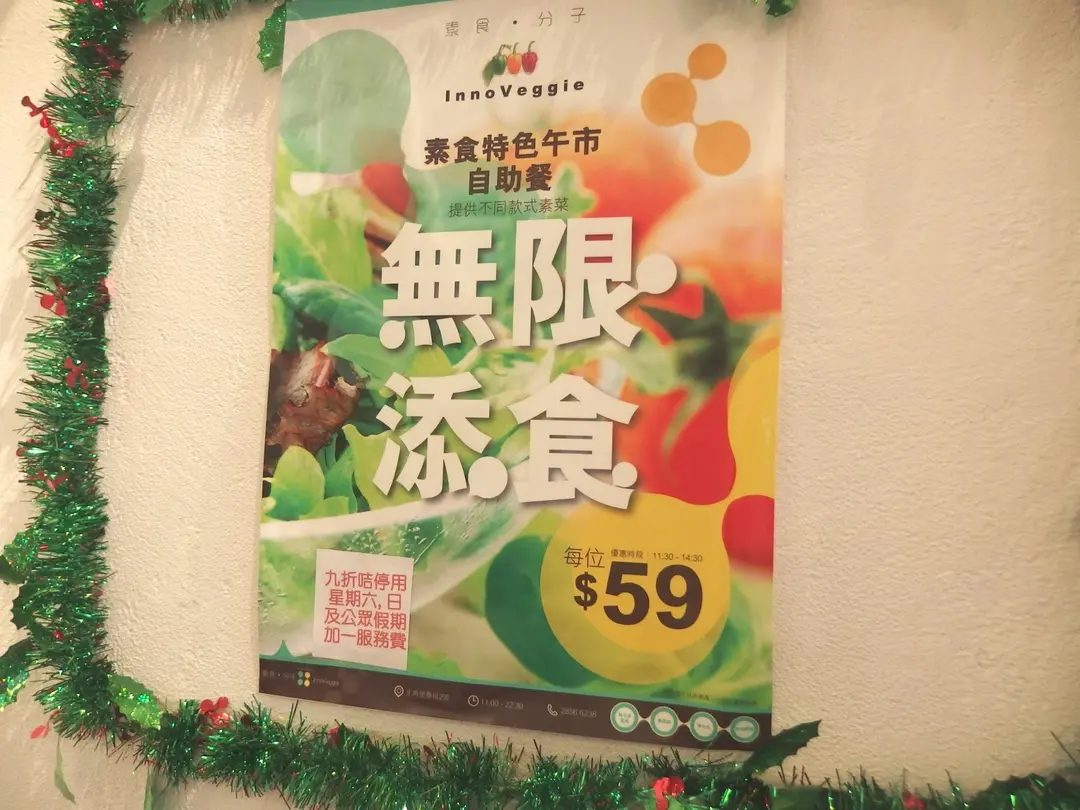 素食・分子
InnoVeggie
素食特色午市
自助餐
提供不同款式素菜
無限
添食
每位 優惠時段：11:30 - 14:30
$59
九折咭停用
星期六,日
及公眾假期
加一服務費
InnoVeggie
11:00 - 22:30
2856 6238